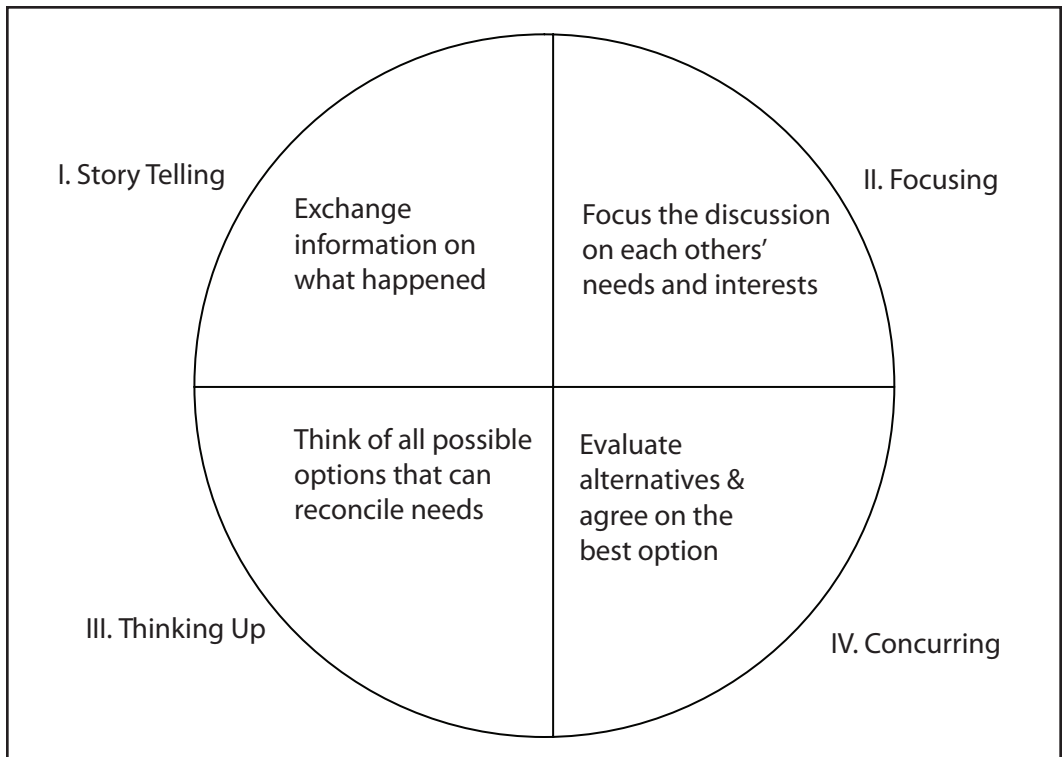 I. Story Telling
Exchange
information on
what happened
II. Focusing
Focus the discussion
on each others’
needs and interests
III. Thinking Up
Think of all possible
options that can
reconcile needs
IV. Concurring
Evaluate
alternatives &
agree on the
best option